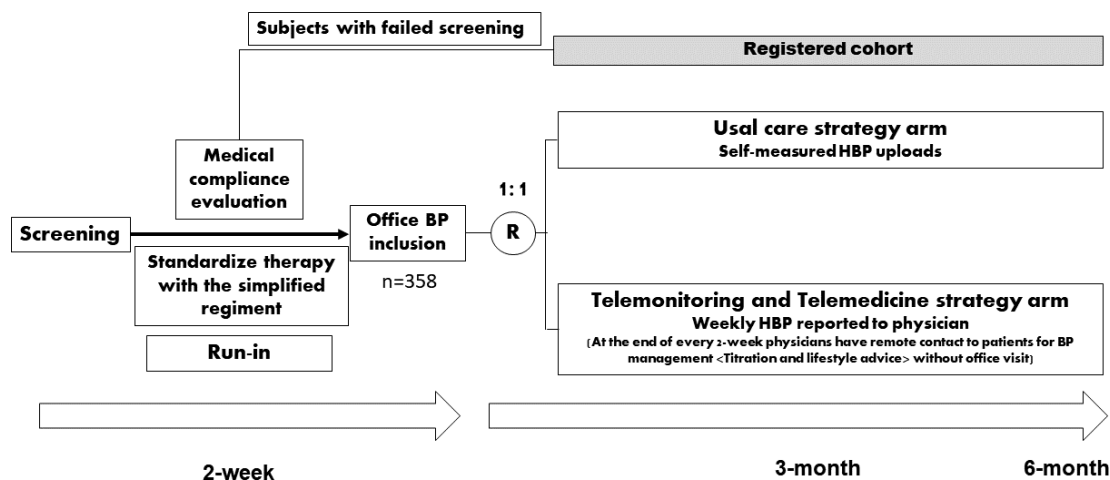 Subjects with failed screening
Registered cohort
Medical
compliance
evaluation
Usal care strategy arm
Self-measured HBP uploads
1: 1
Screening
Office BP
inclusion
R
n=358
Standardize therapy
with the simplified
regiment
Run-in
Telemonitoring and Telemedicine strategy arm
Weekly HBP reported to physician
(At the end of every 2-week physicians have remote contact to patients for BP
management <Titration and lifestyle advice> without office visit)
2-week
3-month
6-month